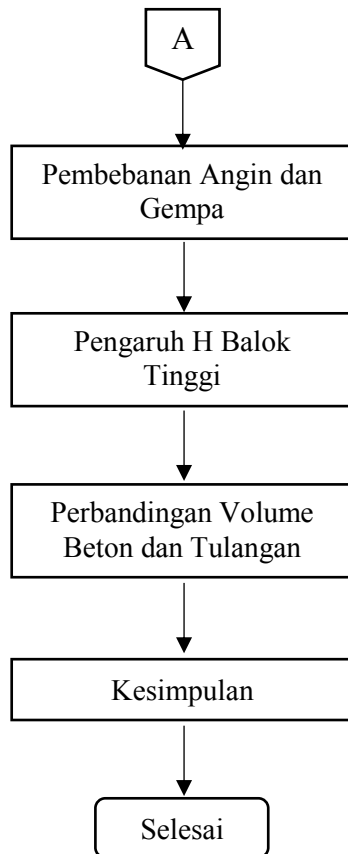 A
Pembebanan Angin dan
Gempa
Pengaruh H Balok
Tinggi
Perbandingan Volume
Beton dan Tulangan
Kesimpulan
Selesai